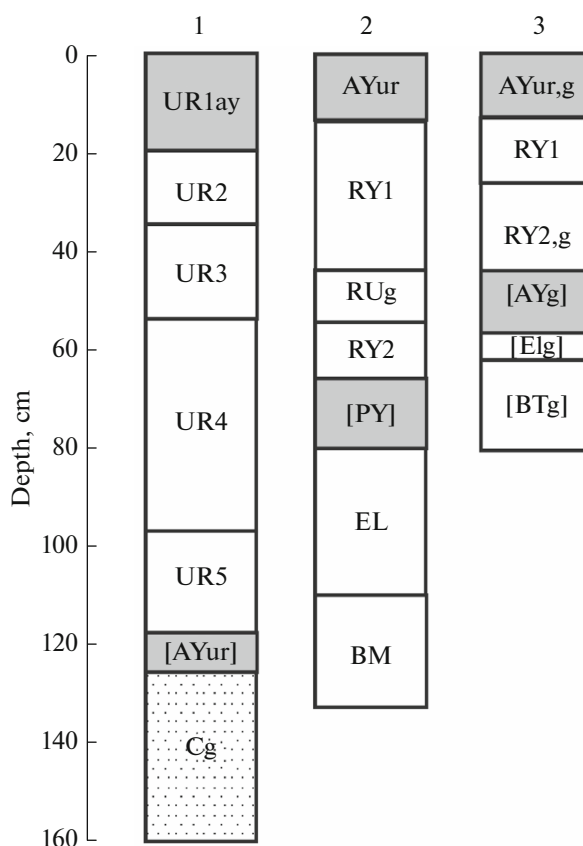 1 2 3
Depth, cm
0
20
40
60
80
100
120
140
160
UR1ay
UR2
UR3
UR4
UR5
[AYur]
Cg
AYur
RY1
RUg
RY2
[PY]
EL
BM
AYur,g
RY1
RY2,g
[AYg]
[Elg]
[BTg]